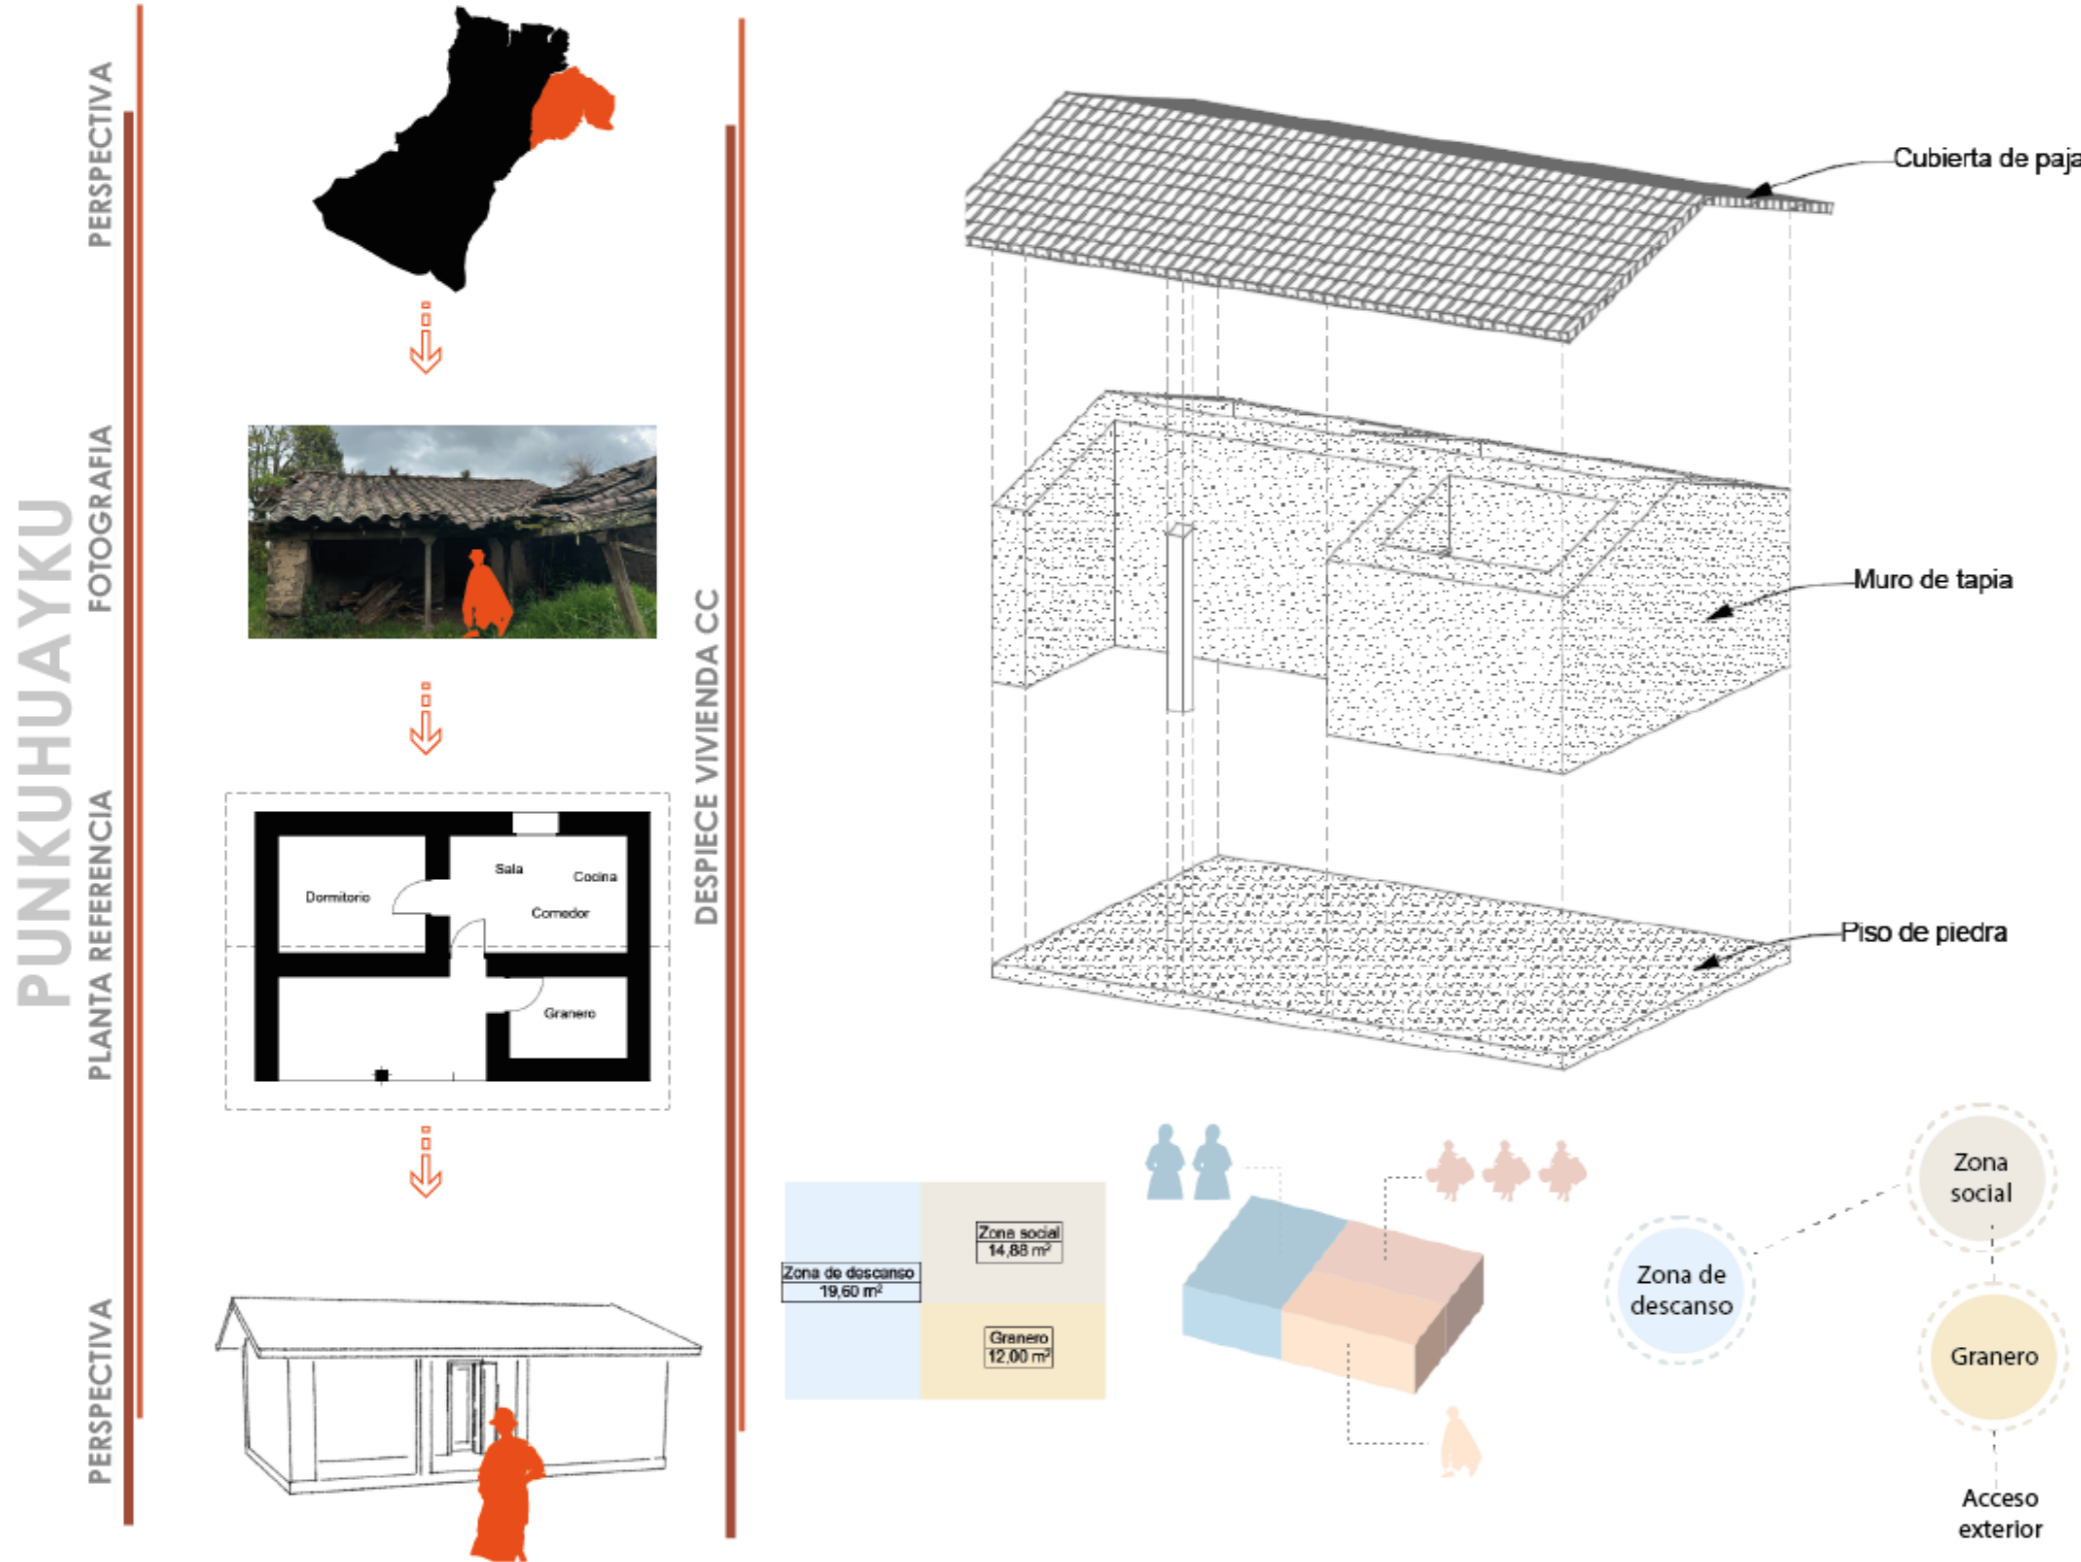 PUNKUHUAYKU
PERSPECTIVA
FOTOGRAFIA
PLANTA REFERENCIA
PERSPECTIVA
Dormitorio
Sala
Cocina
Comedor
Granero
DESPIECE VIVIENDA CC
Cubierta de paja
Muro de tapia
Piso de piedra
Zona de descanso
19,60 m²
Zona social
14,88 m²
Granero
12,00 m²
Zona
social
Zona de
descanso
Granero
Acceso
exterior